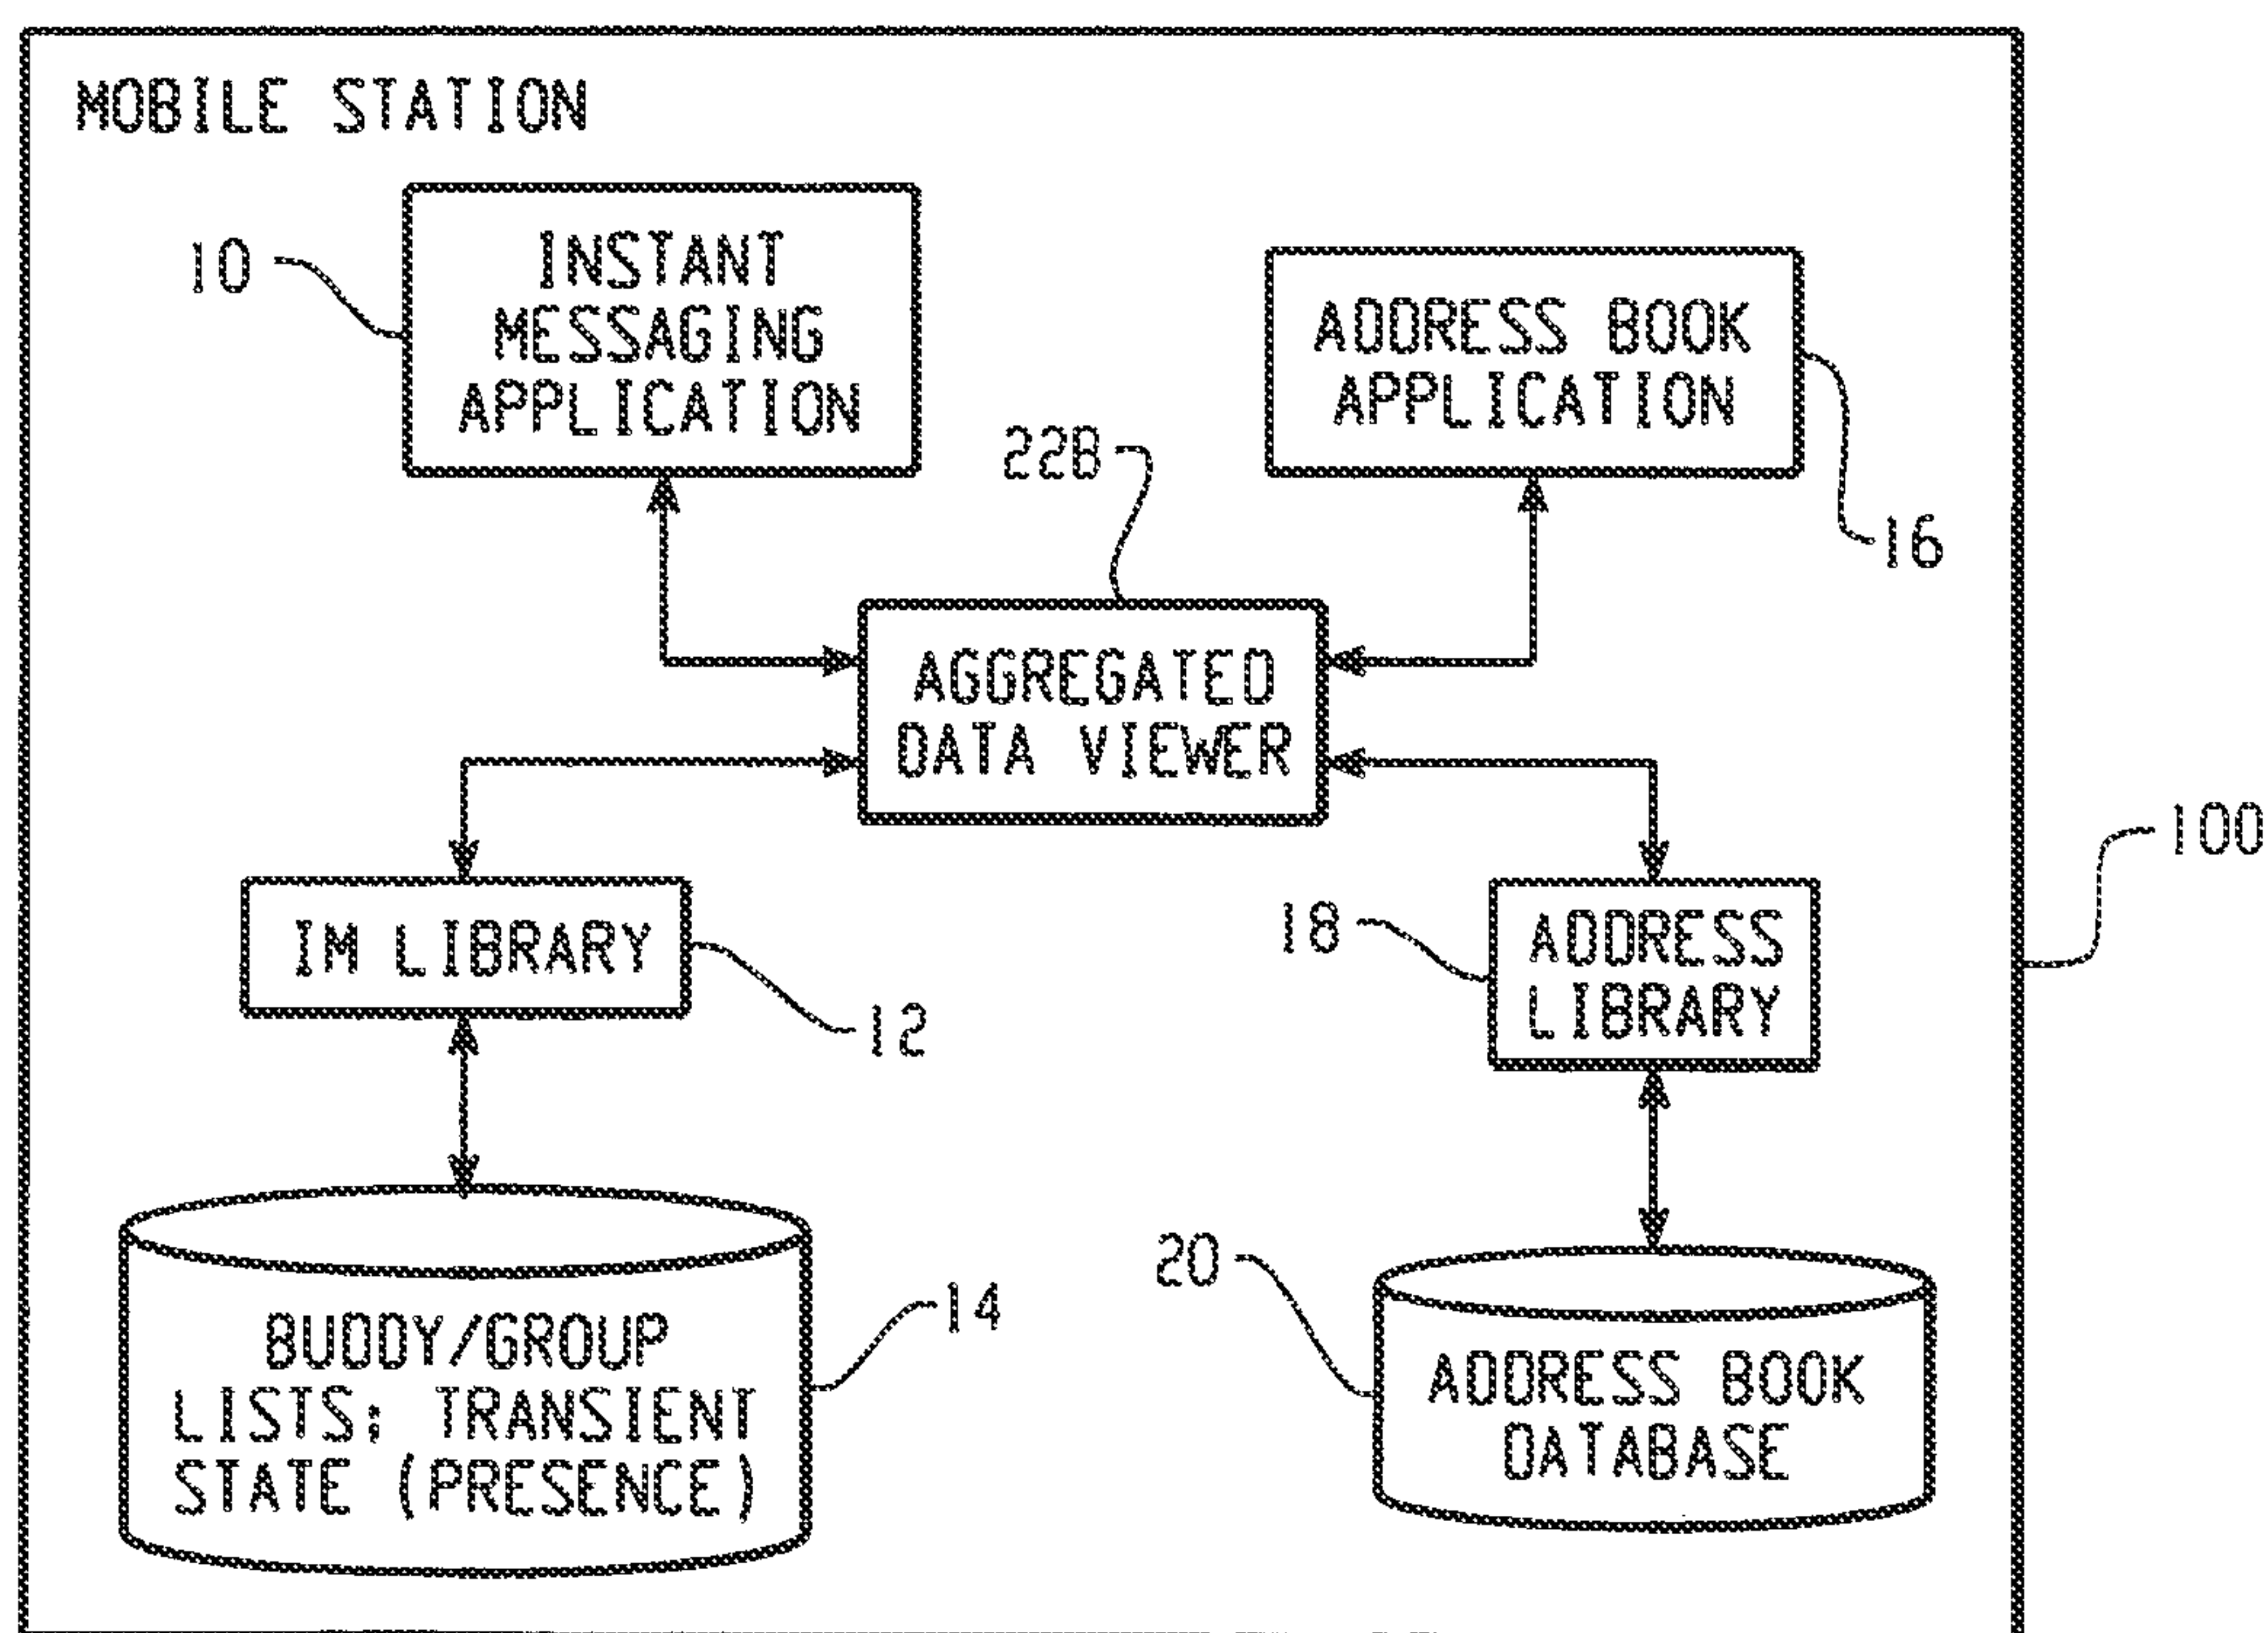 MOBILE STATION
10
INSTANT
MESSAGING
APPLICATION
ADDRESS BOOK
APPLICATION
22B
16
AGGREGATED
DATA VIEWER
100
IM LIBRARY
12
18
ADDRESS
LIBRARY
BUDDY/GROUP
LISTS; TRANSIENT
STATE (PRESENCE)
14
20
ADDRESS BOOK
DATABASE